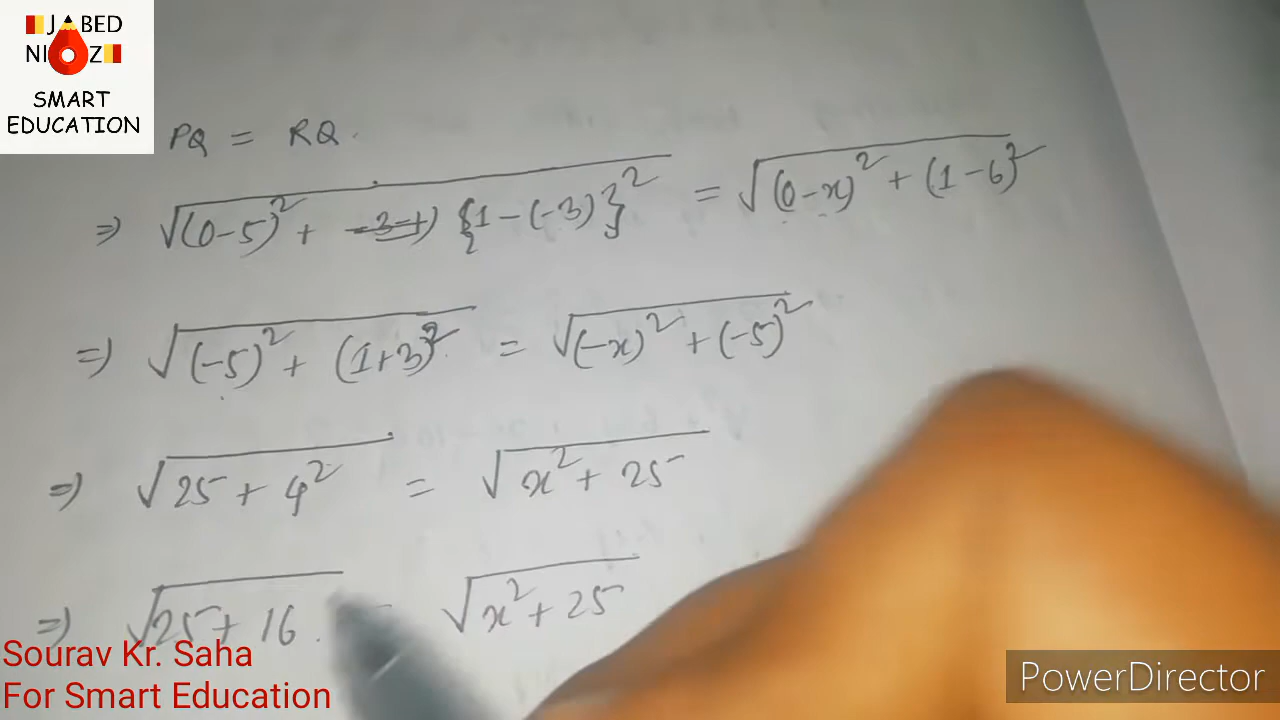 JABED
NIOZ
SMART
EDUCATION
PQ = RQ.
⇒ √(0-5)² + {1-(-3)}² = √(0-x)² + (1-6)²
⇒ √(-5)² + (1+3)² = √(-x)² + (-5)²
⇒ √25 + 4² = √x² + 25
⇒ √25 + 16 = √x² + 25
Sourav Kr. Saha
For Smart Education
PowerDirector